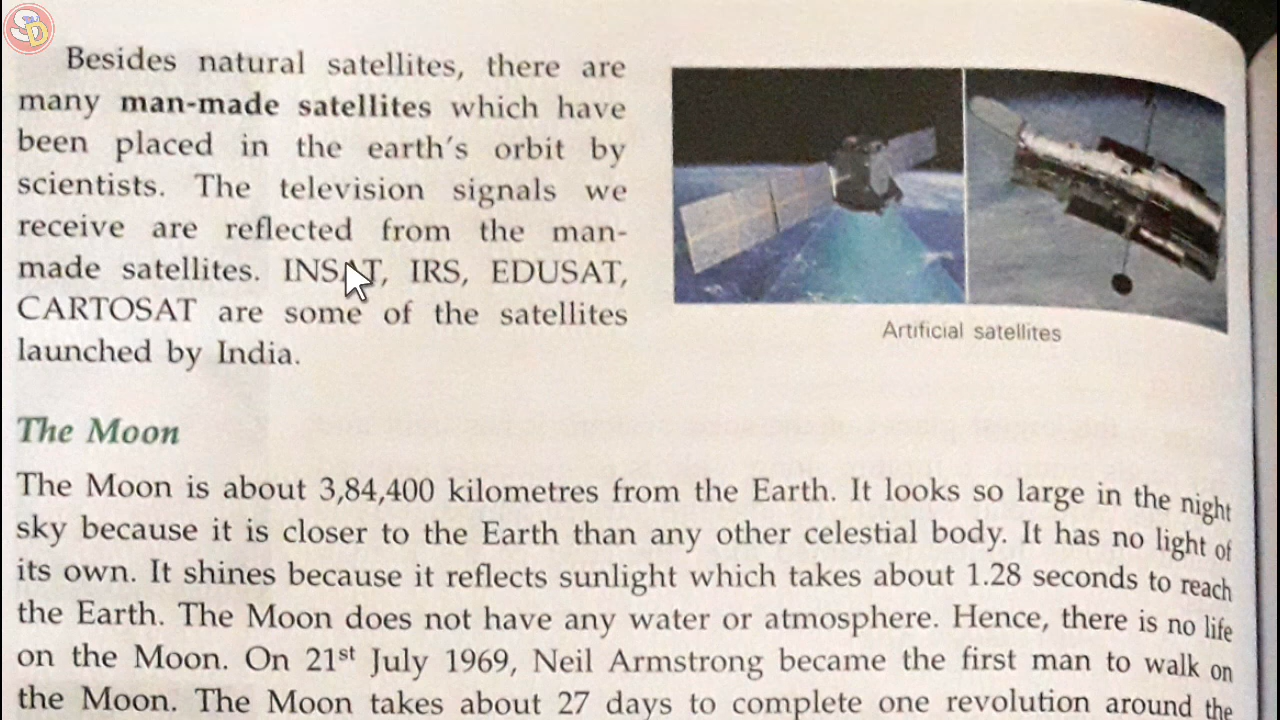 SD
Besides natural satellites, there are
many man-made satellites which have
been placed in the earth's orbit by
scientists. The television signals we
receive are reflected from the man-
made satellites. INSAT, IRS, EDUSAT,
CARTOSAT are some of the satellites
launched by India.
Artificial satellites
The Moon
The Moon is about 3,84,400 kilometres from the Earth. It looks so large in the night
sky because it is closer to the Earth than any other celestial body. It has no light of
its own. It shines because it reflects sunlight which takes about 1.28 seconds to reach
the Earth. The Moon does not have any water or atmosphere. Hence, there is no life
on the Moon. On 21st July 1969, Neil Armstrong became the first man to walk on
the Moon. The Moon takes about 27 days to complete one revolution around the